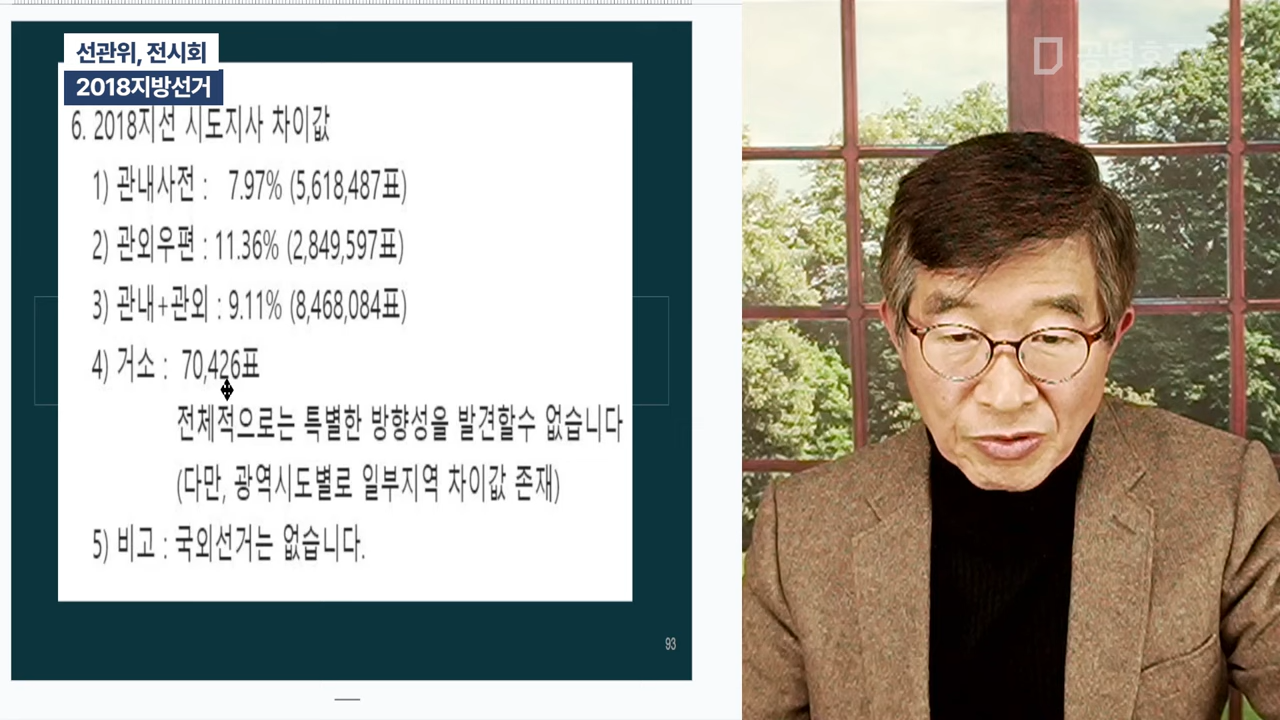 선관위, 전시회
2018지방선거
6. 2018지선 시도지사 차이값
1) 관내사전 : 7.97% (5,618,487표)
2) 관외우편 : 11.36% (2,849,597표)
3) 관내+관외 : 9.11% (8,468,084표)
4) 거소 : 70,426표
전체적으로는 특별한 방향성을 발견할수 없습니다
(다만, 광역시도별로 일부지역 차이값 존재)
5) 비고 : 국외선거는 없습니다.
93